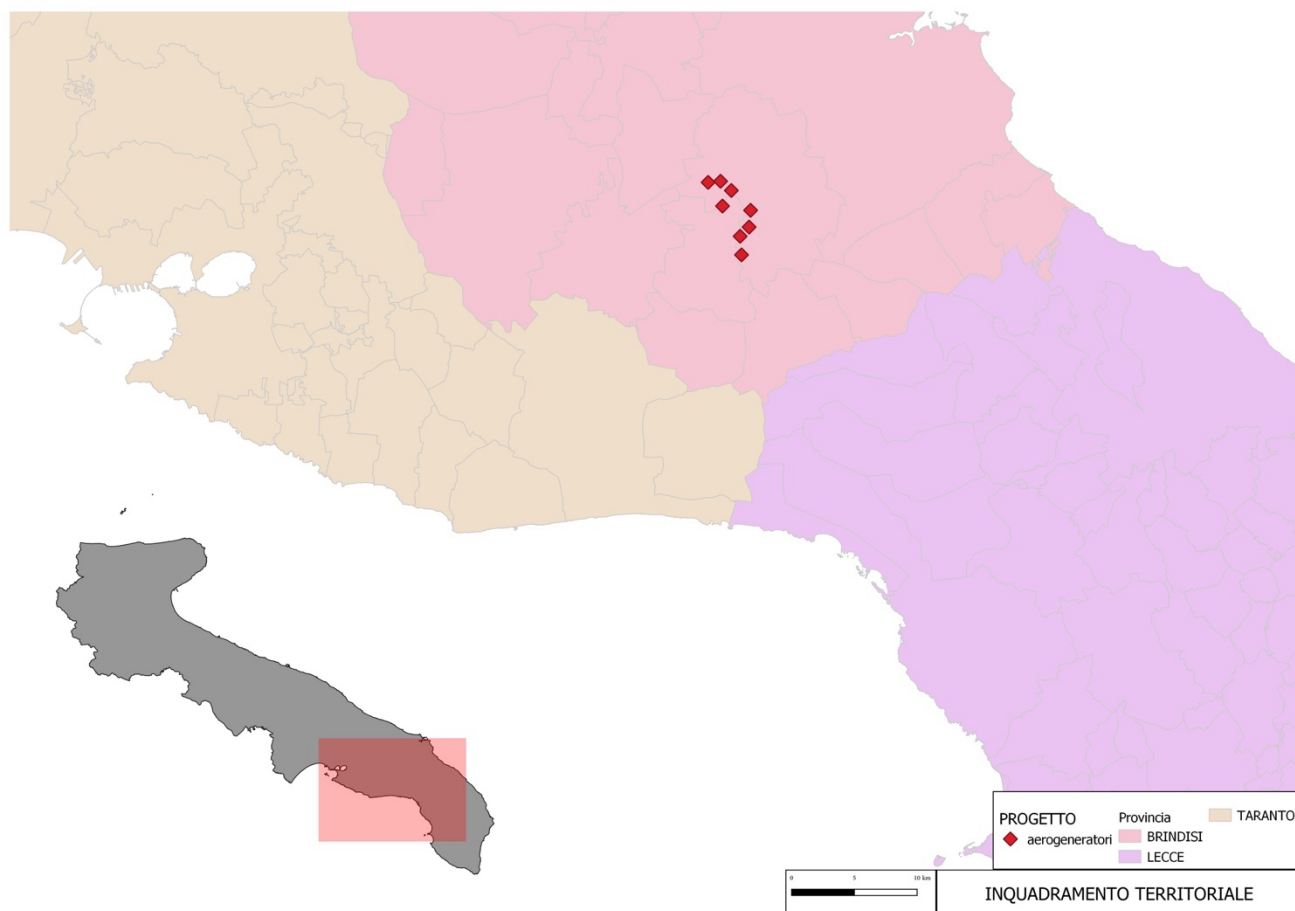 PROGETTO
aerogeneratori
Provincia
BRINDISI
LECCE
TARANTO
0 5 10 km
INQUADRAMENTO TERRITORIALE